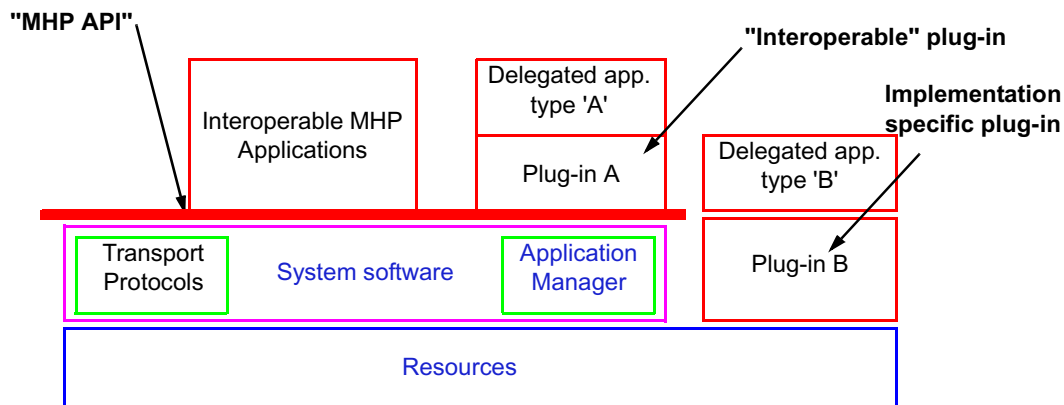 "MHP API"
"Interoperable" plug-in
Implementation
specific plug-in
Interoperable MHP
Applications
Delegated app.
type 'A'
Plug-in A
Delegated app.
type 'B'
Plug-in B
Transport
Protocols
System software
Application
Manager
Resources